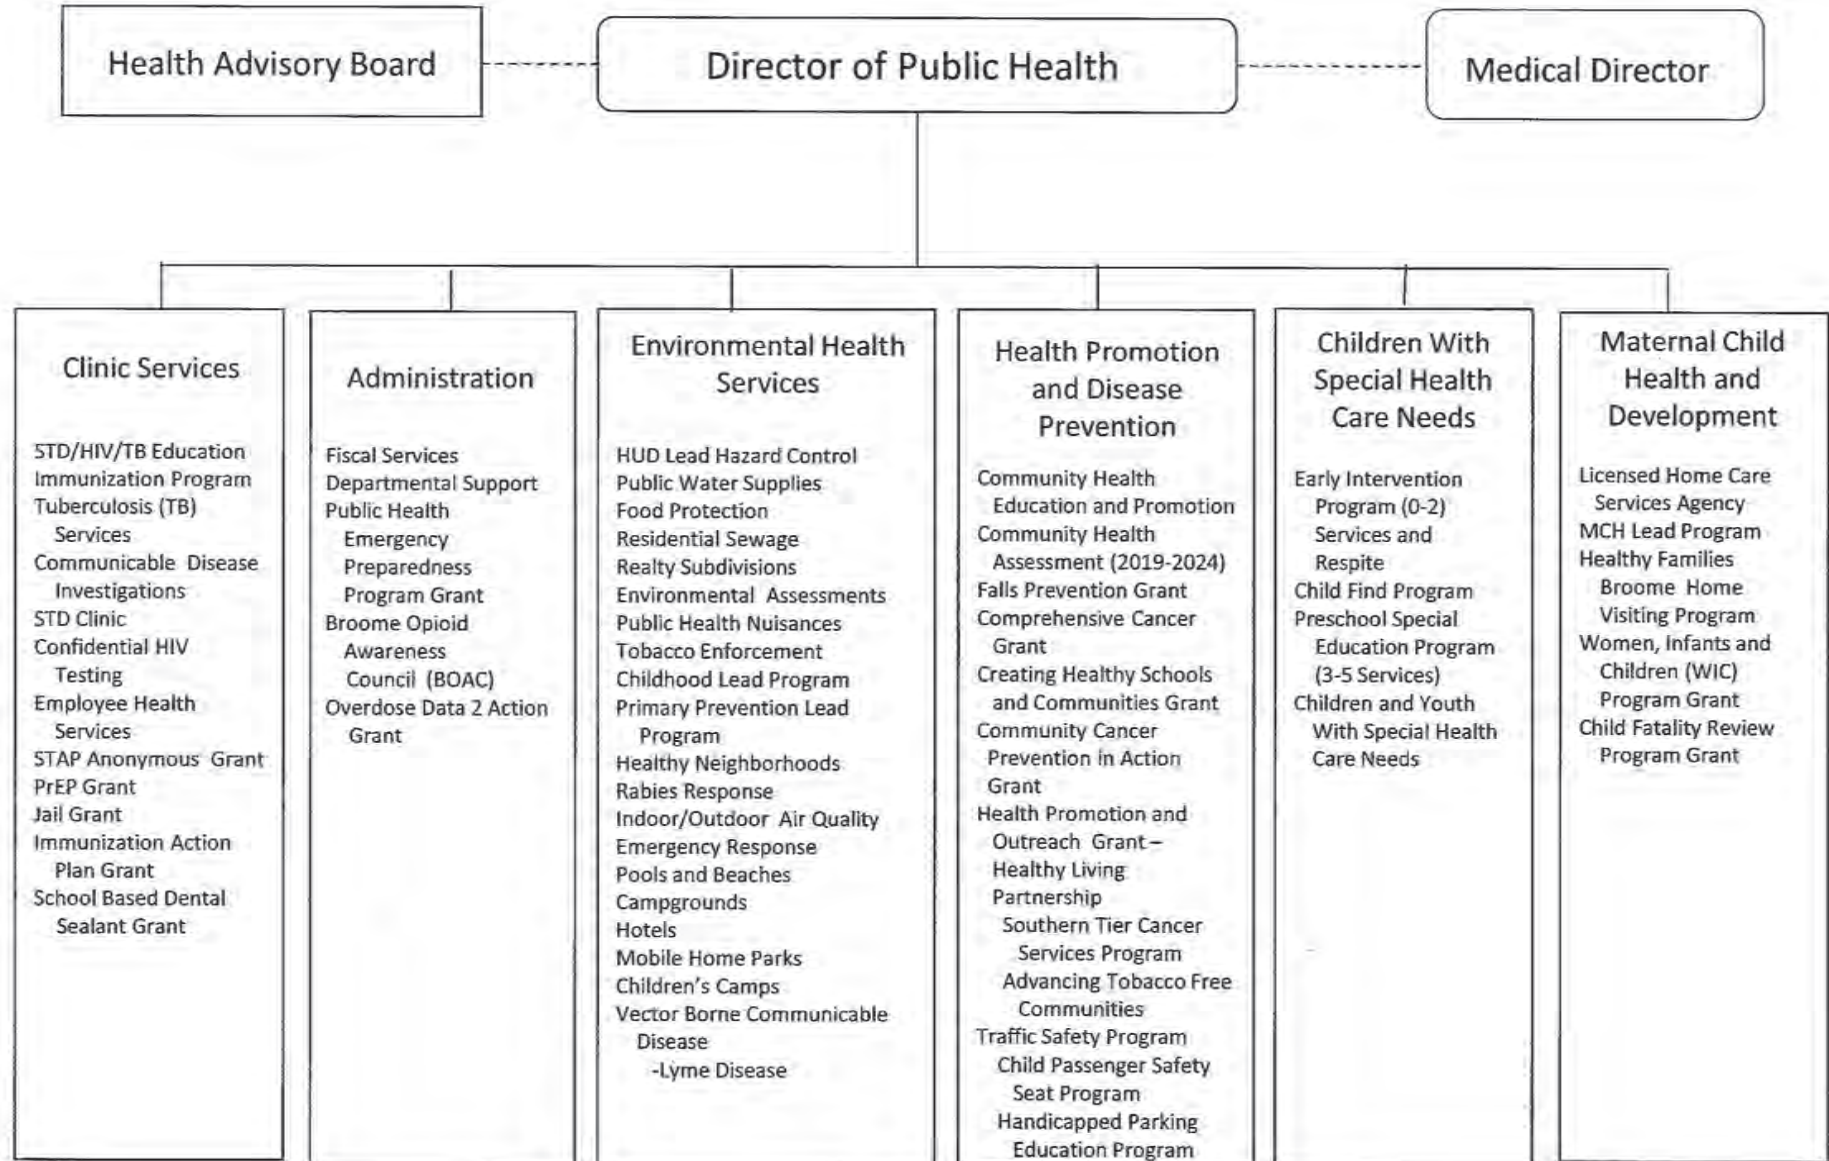 Health Advisory Board
Director of Public Health
Medical Director
Clinic Services
STD/HIV/TB Education
Immunization Program
Tuberculosis (TB)
Services
Communicable Disease
Investigations
STD Clinic
Confidential HIV
Testing
Employee Health
Services
STAP Anonymous Grant
PrEP Grant
Jail Grant
Immunization Action
Plan Grant
School Based Dental
Sealant Grant
Administration
Fiscal Services
Departmental Support
Public Health
Emergency
Preparedness
Program Grant
Broome Opioid
Awareness
Council (BOAC)
Overdose Data 2 Action
Grant
Environmental Health
Services
HUD Lead Hazard Control
Public Water Supplies
Food Protection
Residential Sewage
Realty Subdivisions
Environmental Assessments
Public Health Nuisances
Tobacco Enforcement
Childhood Lead Program
Primary Prevention Lead
Program
Healthy Neighborhoods
Rabies Response
Indoor/Outdoor Air Quality
Emergency Response
Pools and Beaches
Campgrounds
Hotels
Mobile Home Parks
Children's Camps
Vector Borne Communicable
Disease
-Lyme Disease
Health Promotion
and Disease
Prevention
Community Health
Education and Promotion
Community Health
Assessment (2019-2024)
Falls Prevention Grant
Comprehensive Cancer
Grant
Creating Healthy Schools
and Communities Grant
Community Cancer
Prevention in Action
Grant
Health Promotion and
Outreach Grant–
Healthy Living
Partnership
Southern Tier Cancer
Services Program
Advancing Tobacco Free
Communities
Traffic Safety Program
Child Passenger Safety
Seat Program
Handicapped Parking
Education Program
Children With
Special Health
Care Needs
Early Intervention
Program (0-2)
Services and
Respite
Child Find Program
Preschool Special
Education Program
(3-5 Services)
Children and Youth
With Special Health
Care Needs
Maternal Child
Health and
Development
Licensed Home Care
Services Agency
MCH Lead Program
Healthy Families
Broome Home
Visiting Program
Women, Infants and
Children (WIC)
Program Grant
Child Fatality Review
Program Grant